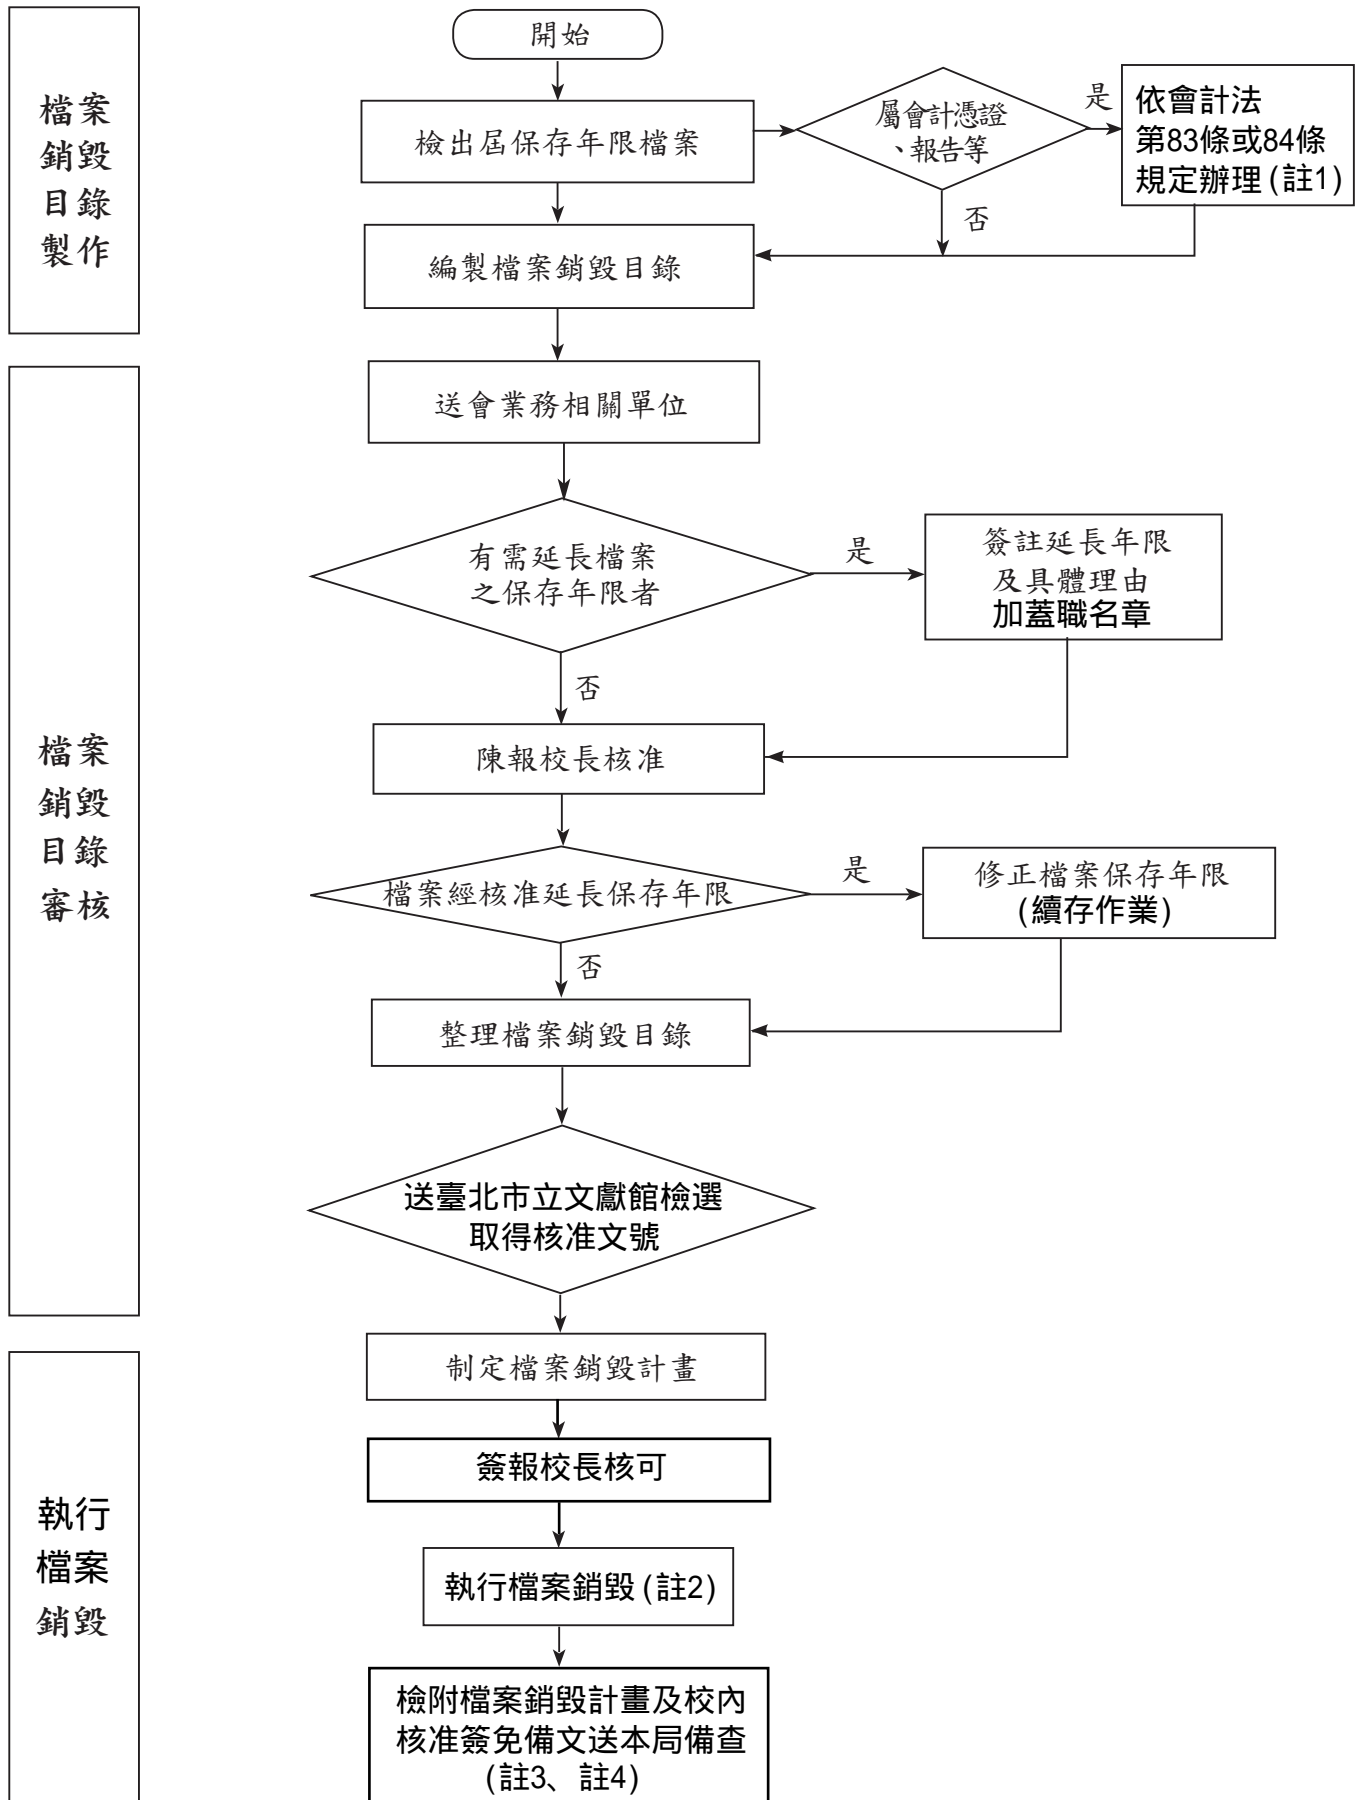 檔案
銷毀
目錄
製作
開始
檢出屆保存年限檔案
屬會計憑證
、報告等
是
依會計法
第83條或84條
規定辦理(註1)
否
編製檔案銷毀目錄
檔案
銷毀
目錄
審核
送會業務相關單位
有需延長檔案
之保存年限者
是
簽註延長年限
及具體理由
加蓋職名章
否
陳報校長核准
檔案經核准延長保存年限
是
修正檔案保存年限
(續存作業)
否
整理檔案銷毀目錄
送臺北市立文獻館檢選
取得核准文號
執行
檔案
銷毀
制定檔案銷毀計畫
簽報校長核可
執行檔案銷毀(註2)
檢附檔案銷毀計畫及校內
核准簽免備文送本局備查
(註3、註4)